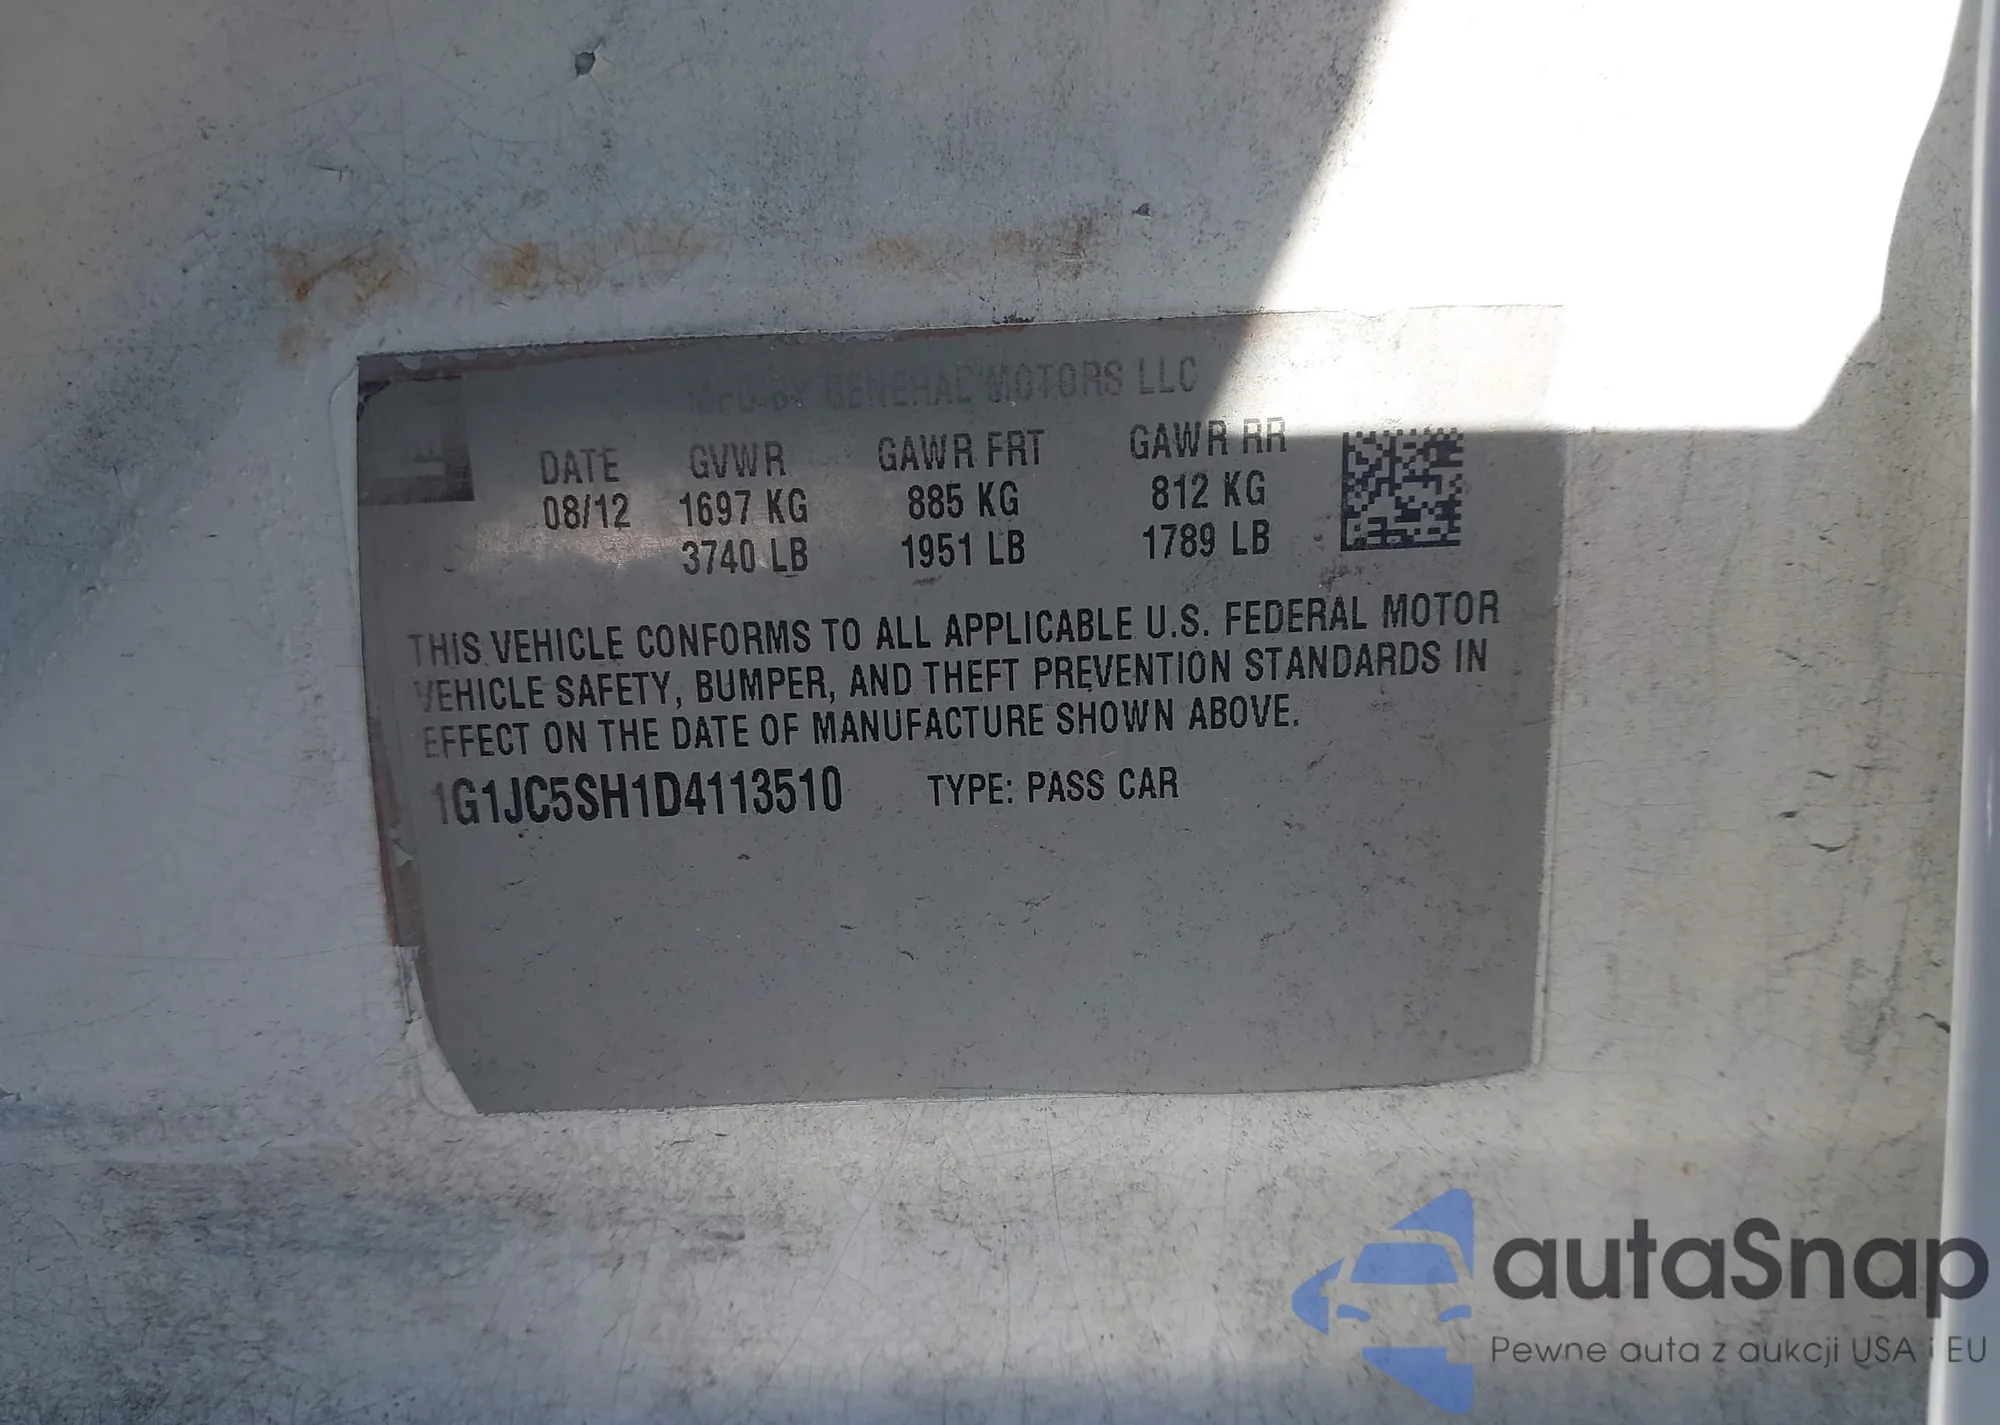 MFD BY GENERAL MOTORS LLC
GM
DATE GVWR GAWR FRT GAWR RR
08/12 1697 KG 885 KG 812 KG
3740 LB 1951 LB 1789 LB
THIS VEHICLE CONFORMS TO ALL APPLICABLE U.S. FEDERAL MOTOR
VEHICLE SAFETY, BUMPER, AND THEFT PREVENTION STANDARDS IN
EFFECT ON THE DATE OF MANUFACTURE SHOWN ABOVE.
1G1JC5SH1D4113510 TYPE: PASS CAR
autaSnap
Pewne auta z aukcji USA i EU